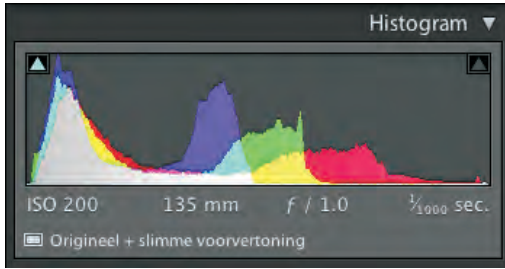 Histogram ▼
ISO 200 135 mm ƒ / 1.0 1/1000 sec.
Origineel + slimme voorvertoning